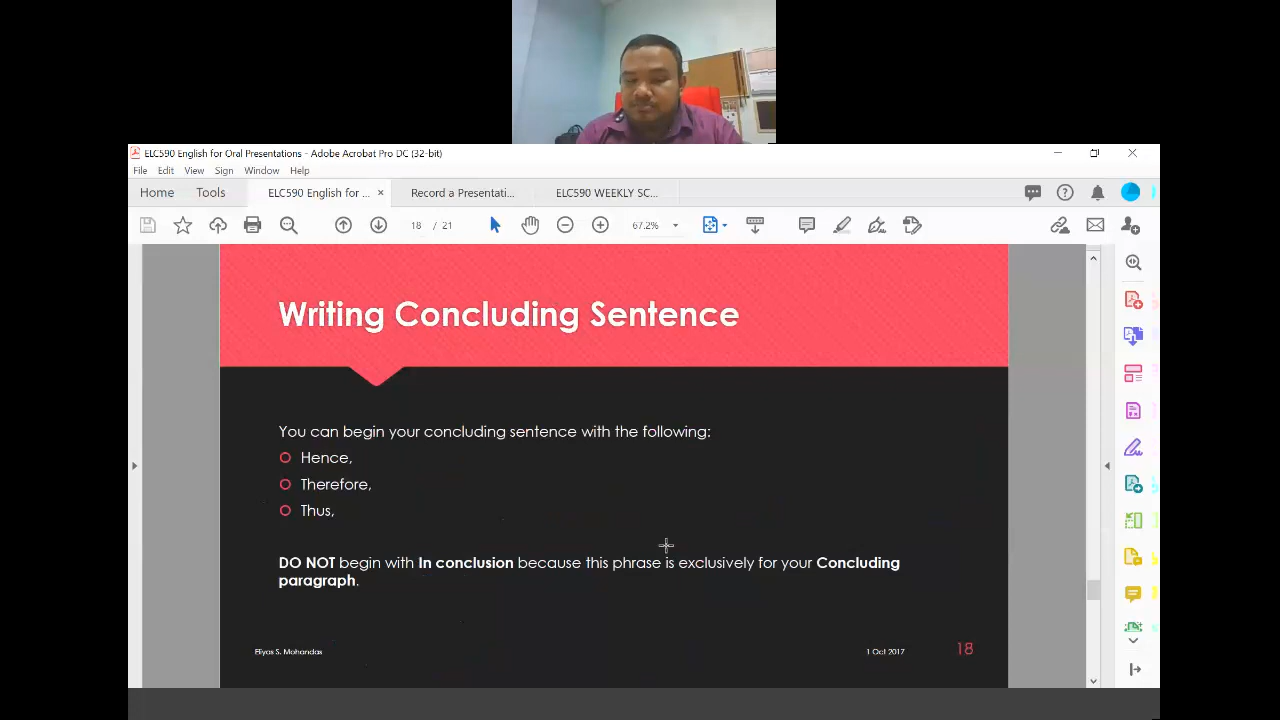 ELC590 English for Oral Presentations - Adobe Acrobat Pro DC (32-bit)
File Edit View Sign Window Help
Home Tools ELC590 English for ... × Record a Presentati... ELC590 WEEKLY SC...
18 / 21 67.2%
Writing Concluding Sentence
You can begin your concluding sentence with the following:
Hence,
Therefore,
Thus,
DO NOT begin with In conclusion because this phrase is exclusively for your Concluding
paragraph.
Eliyas S. Mohandas 1 Oct 2017 18